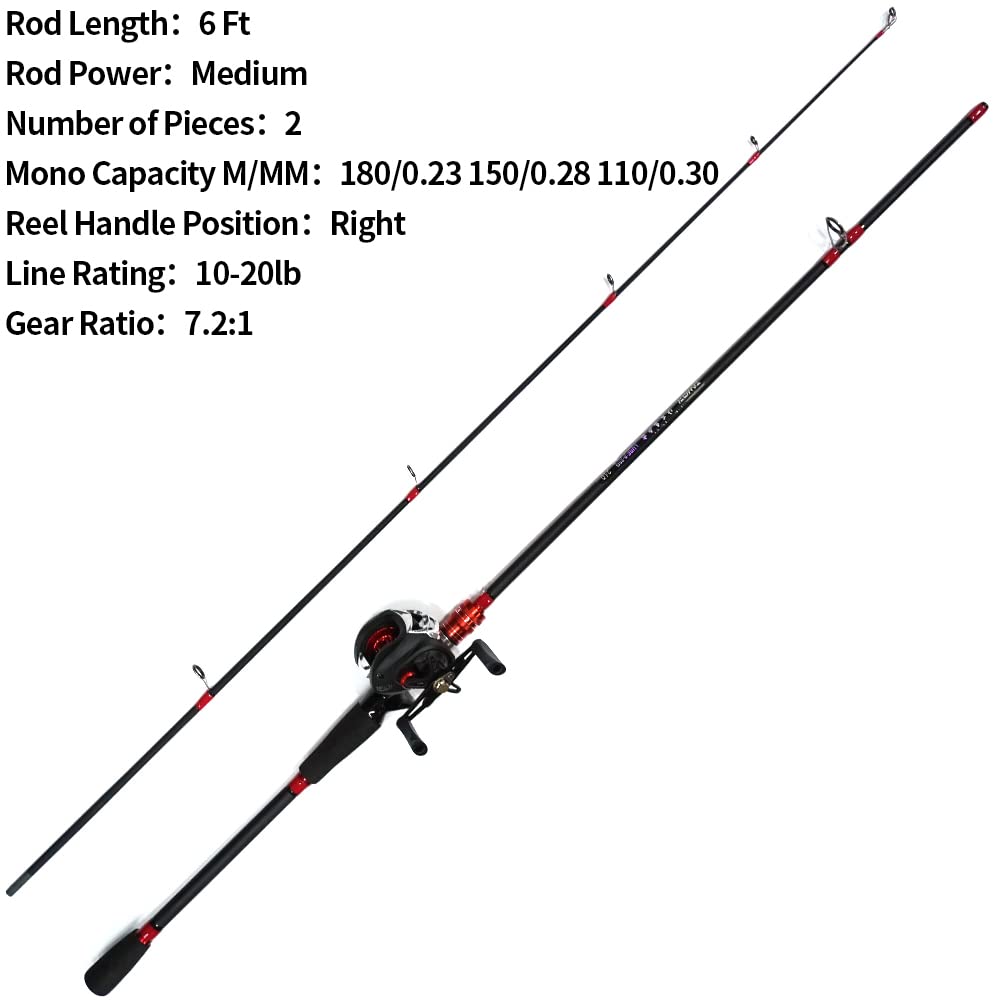 Rod Length：6 Ft
Rod Power：Medium
Number of Pieces：2
Mono Capacity M/MM：180/0.23 150/0.28 110/0.30
Reel Handle Position：Right
Line Rating：10-20lb
Gear Ratio：7.2:1